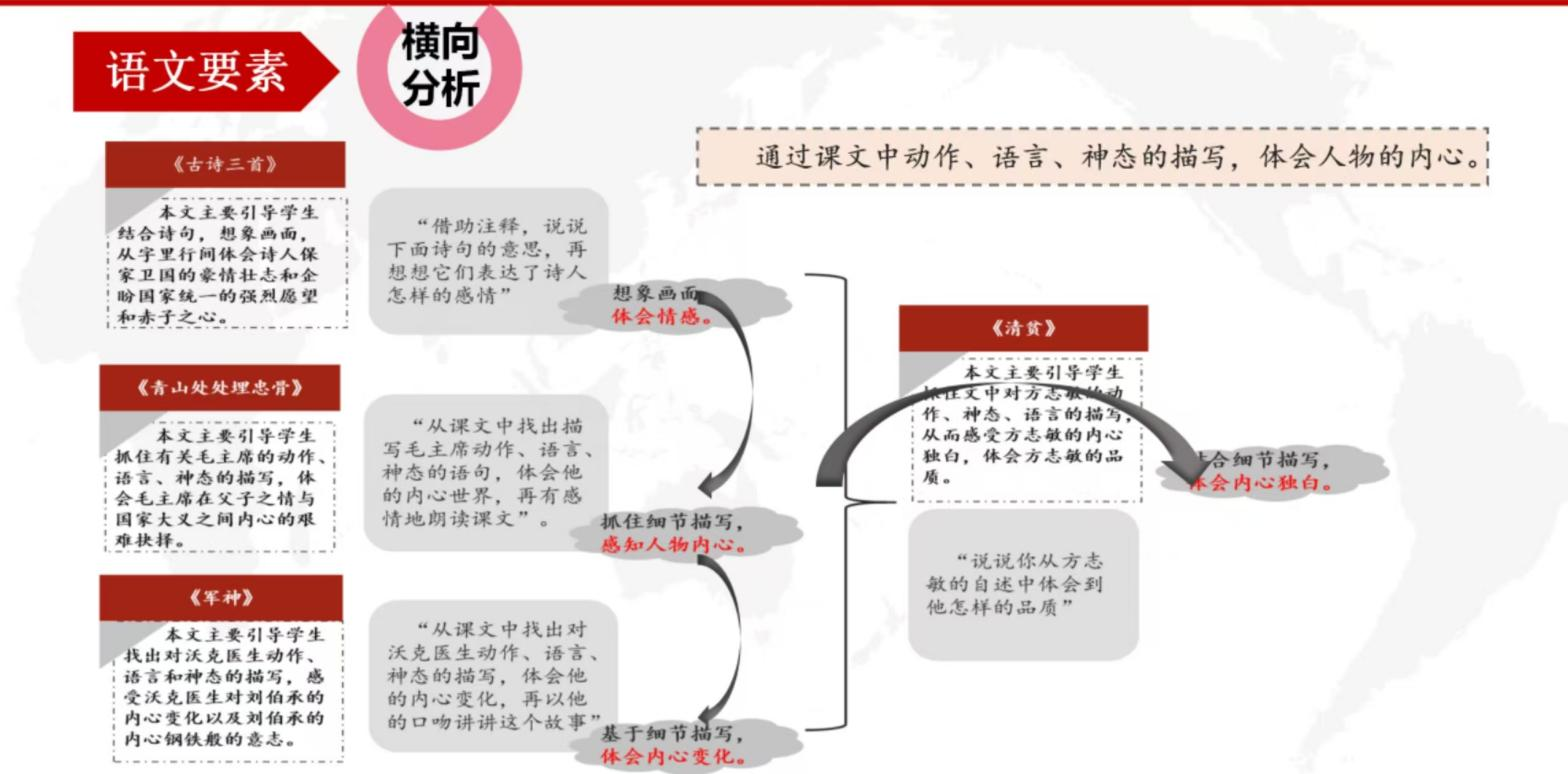 语文要素
横向
分析
通过课文中动作、语言、神态的描写，体会人物的内心。
《古诗三首》
本文主要引导学生
结合诗句，想象画面，
从字里行间体会诗人保
家卫国的豪情壮志和企
盼国家统一的强烈愿望
和赤子之心。
“借助注释，说说
下面诗句的意思，再
想想它们表达了诗人
怎样的感情”
想象画面
体会情感。
《青山处处埋忠骨》
本文主要引导学生
抓住有关毛主席的动作、
语言、神态的描写，体
会毛主席在父子之情与
国家大义之间内心的艰
难抉择。
“从课文中找出描
写毛主席动作、语言、
神态的语句，体会他
的内心世界，再有感
情地朗读课文”。
抓住细节描写，
感知人物内心。
《军神》
本文主要引导学生
找出对沃克医生动作、
语言和神态的描写，感
受沃克医生对刘伯承的
内心变化以及刘伯承的
内心钢铁般的意志。
“从课文中找出对
沃克医生动作、语言、
神态的描写，体会他
的内心变化，再以他
的口吻讲讲这个故事”
基于细节描写，
体会内心变化。
《清贫》
本文主要引导学生
抓住文中对方志敏的动
作、神态、语言的描写，
从而感受方志敏的内心
独白，体会方志敏的品
质。
“说说你从方志
敏的自述中体会到
他怎样的品质”
合细节描写，
体会内心独白。